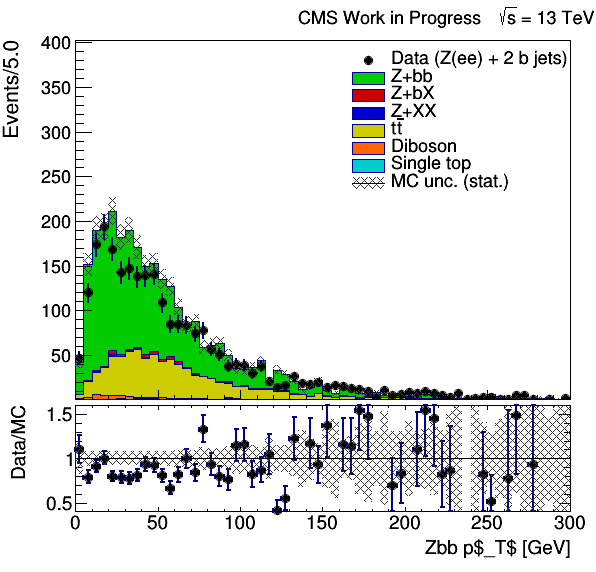 CMS Work in Progress √s = 13 TeV
Events/5.0
400
350
300
250
200
150
100
50
Data (Z(ee) + 2 b jets)
Z+bb
Z+bX
Z+XX
tt̄
Diboson
Single top
MC unc. (stat.)
Data/MC
1.5
1
0.5
0 50 100 150 200 250 300
Zbb p$_T$ [GeV]